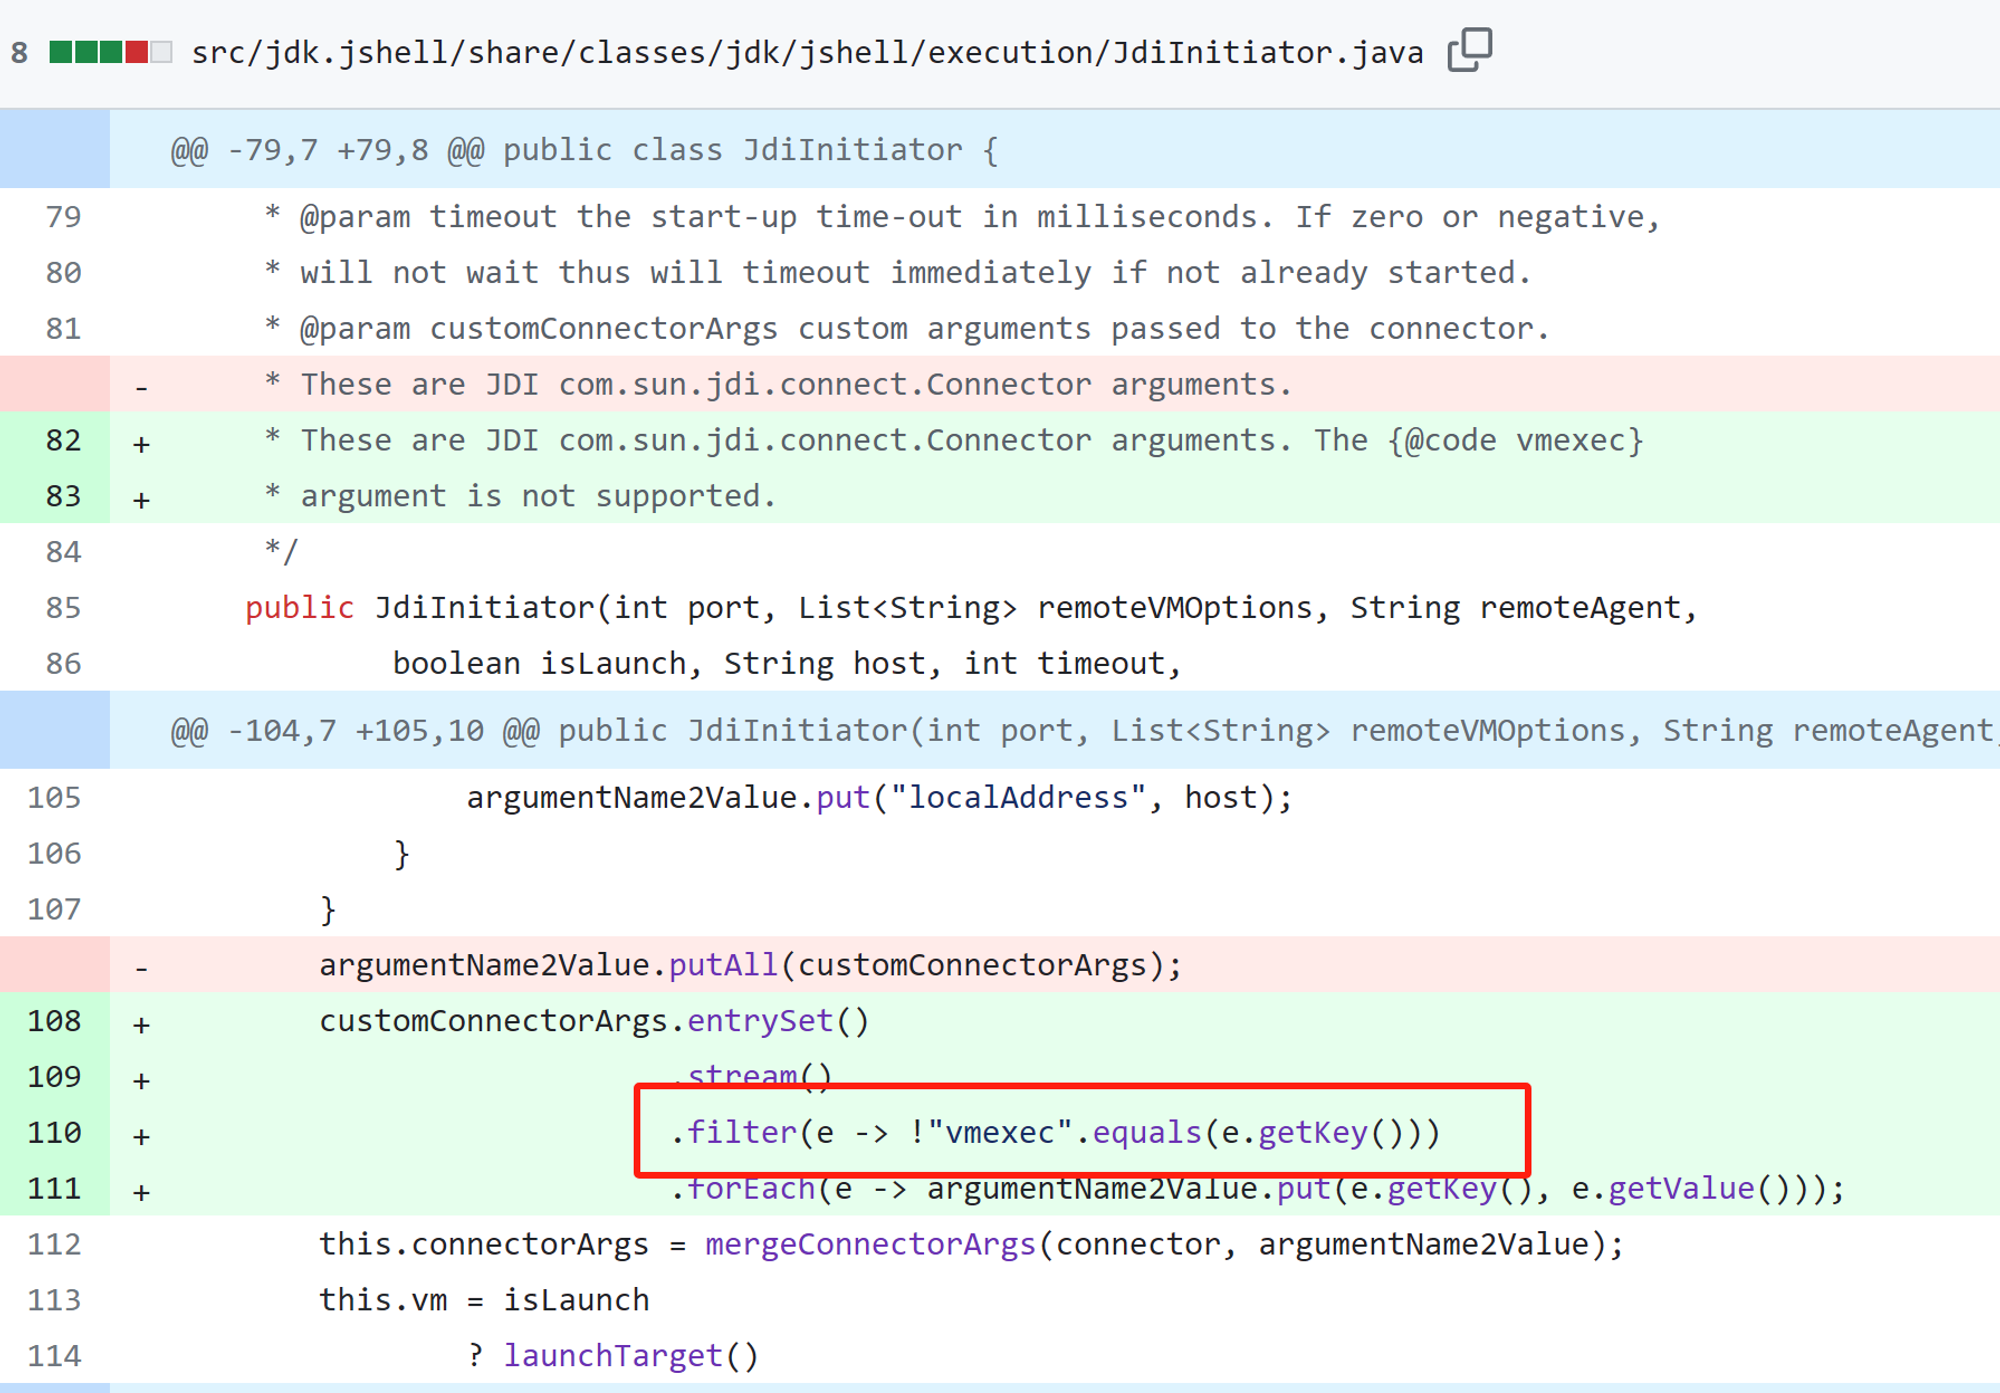 8 src/jdk.jshell/share/classes/jdk/jshell/execution/JdiInitiator.java
@@ -79,7 +79,8 @@ public class JdiInitiator {
79 * @param timeout the start-up time-out in milliseconds. If zero or negative,
80 * will not wait thus will timeout immediately if not already started.
81 * @param customConnectorArgs custom arguments passed to the connector.
- * These are JDI com.sun.jdi.connect.Connector arguments.
82 + * These are JDI com.sun.jdi.connect.Connector arguments. The {@code vmexec}
83 + * argument is not supported.
84 */
85 public JdiInitiator(int port, List<String> remoteVMOptions, String remoteAgent,
86 boolean isLaunch, String host, int timeout,
@@ -104,7 +105,10 @@ public JdiInitiator(int port, List<String> remoteVMOptions, String remoteAgent,
105 argumentName2Value.put("localAddress", host);
106 }
107 }
- argumentName2Value.putAll(customConnectorArgs);
108 + customConnectorArgs.entrySet()
109 + .stream()
110 + .filter(e -> !"vmexec".equals(e.getKey()))
111 + .forEach(e -> argumentName2Value.put(e.getKey(), e.getValue()));
112 this.connectorArgs = mergeConnectorArgs(connector, argumentName2Value);
113 this.vm = isLaunch
114 ? launchTarget()